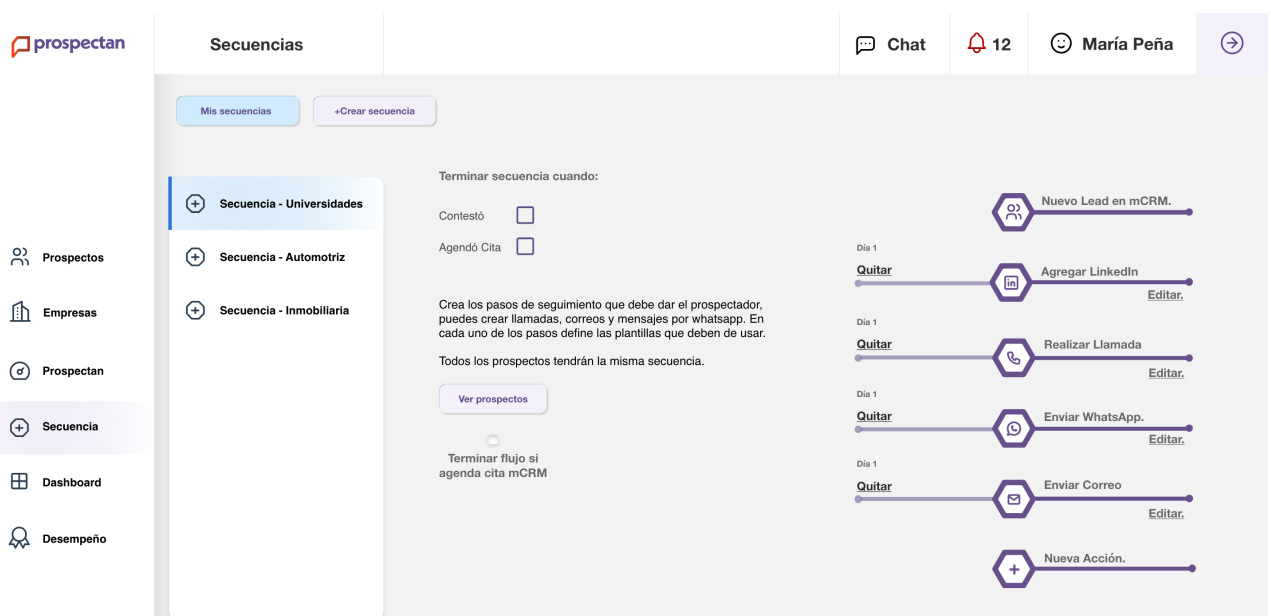 prospectan
Secuencias
Chat
12
María Peña
Mis secuencias
+Crear secuencia
Prospectos
Empresas
Prospectan
Secuencia
Dashboard
Desempeño
Secuencia - Universidades
Secuencia - Automotriz
Secuencia - Inmobiliaria
Terminar secuencia cuando:
Contestó
Agendó Cita
Crea los pasos de seguimiento que debe dar el prospectador,
puedes crear llamadas, correos y mensajes por whatsapp. En
cada uno de los pasos define las plantillas que deben de usar.
Todos los prospectos tendrán la misma secuencia.
Ver prospectos
Terminar flujo si
agenda cita mCRM
Nuevo Lead en mCRM.
Día 1
Quitar
Agregar LinkedIn
in
Editar.
Día 1
Quitar
Realizar Llamada
Editar.
Día 1
Quitar
Enviar WhatsApp.
Editar.
Día 1
Quitar
Enviar Correo
Editar.
Nueva Acción.